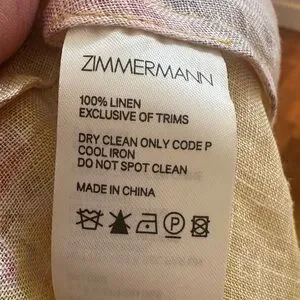 ZIMMERMANN
100% LINEN
EXCLUSIVE OF TRIMS
DRY CLEAN ONLY CODE P
COOL IRON
DO NOT SPOT CLEAN
MADE IN CHINA
P